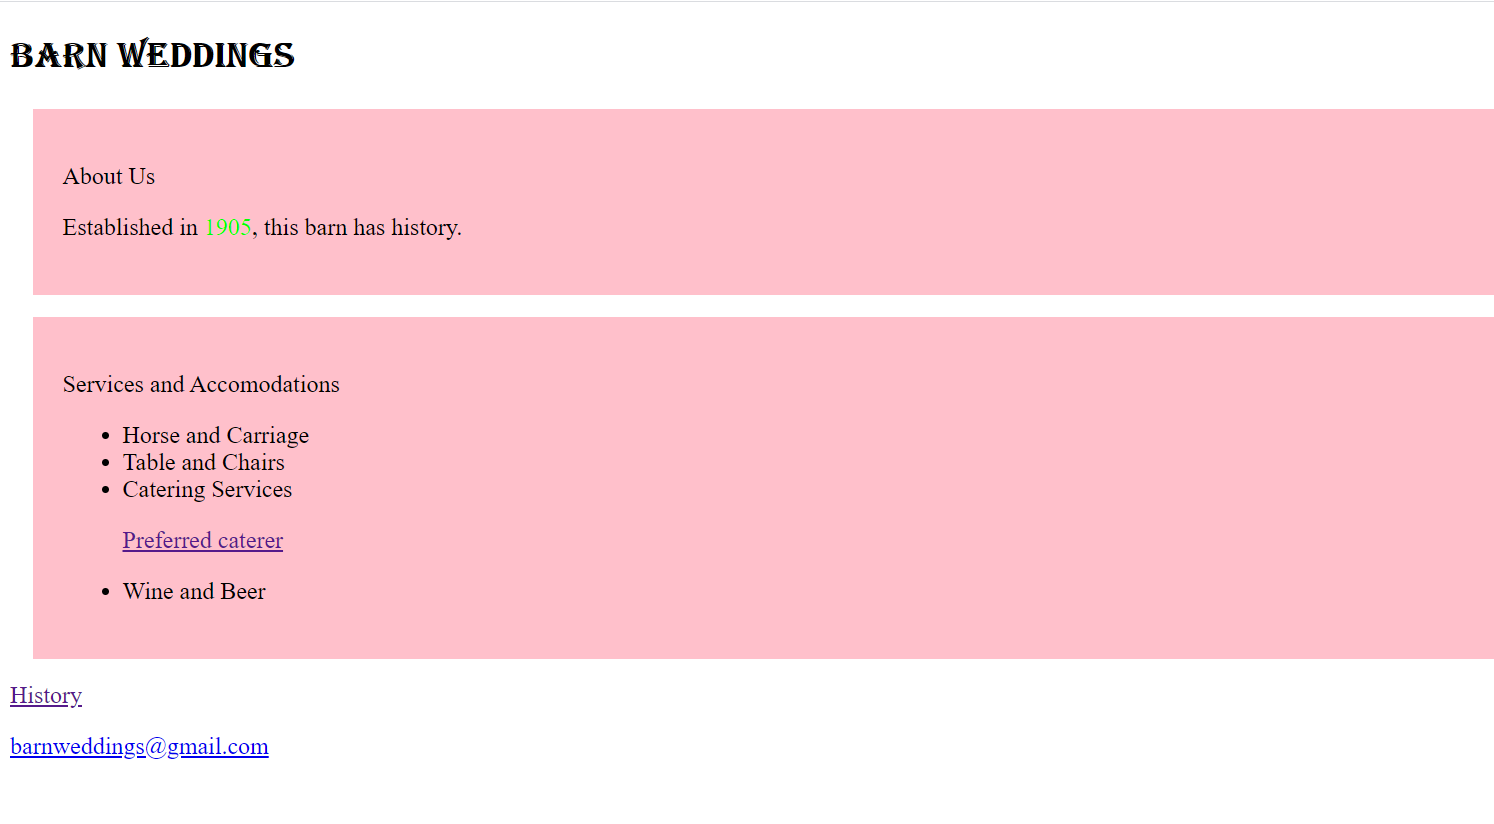 BARN WEDDINGS
About Us
Established in 1905, this barn has history.
Services and Accomodations
Horse and Carriage
Table and Chairs
Catering Services
Preferred caterer
Wine and Beer
History
barnweddings@gmail.com